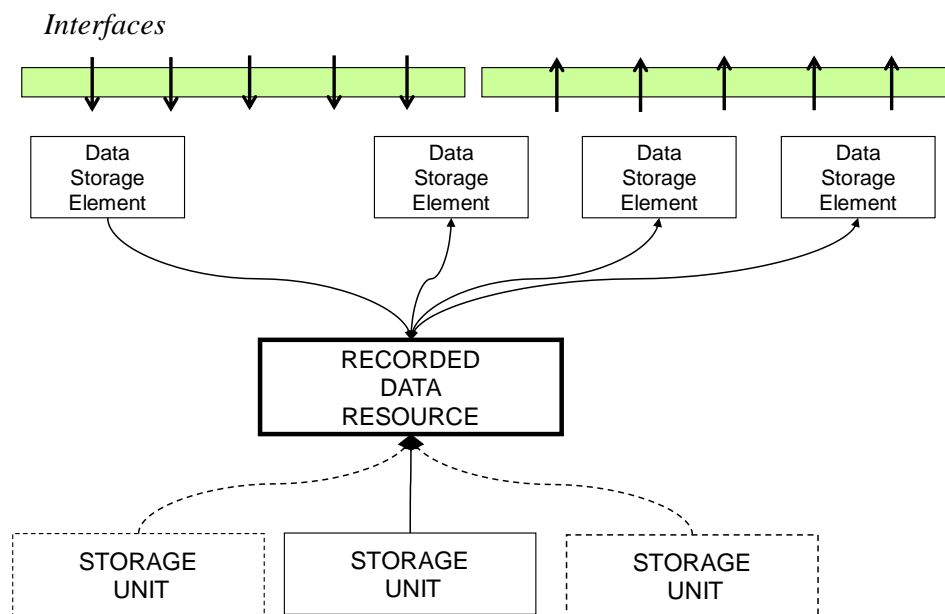 Interfaces
Data
Storage
Element
Data
Storage
Element
Data
Storage
Element
Data
Storage
Element
RECORDED
DATA
RESOURCE
STORAGE
UNIT
STORAGE
UNIT
STORAGE
UNIT